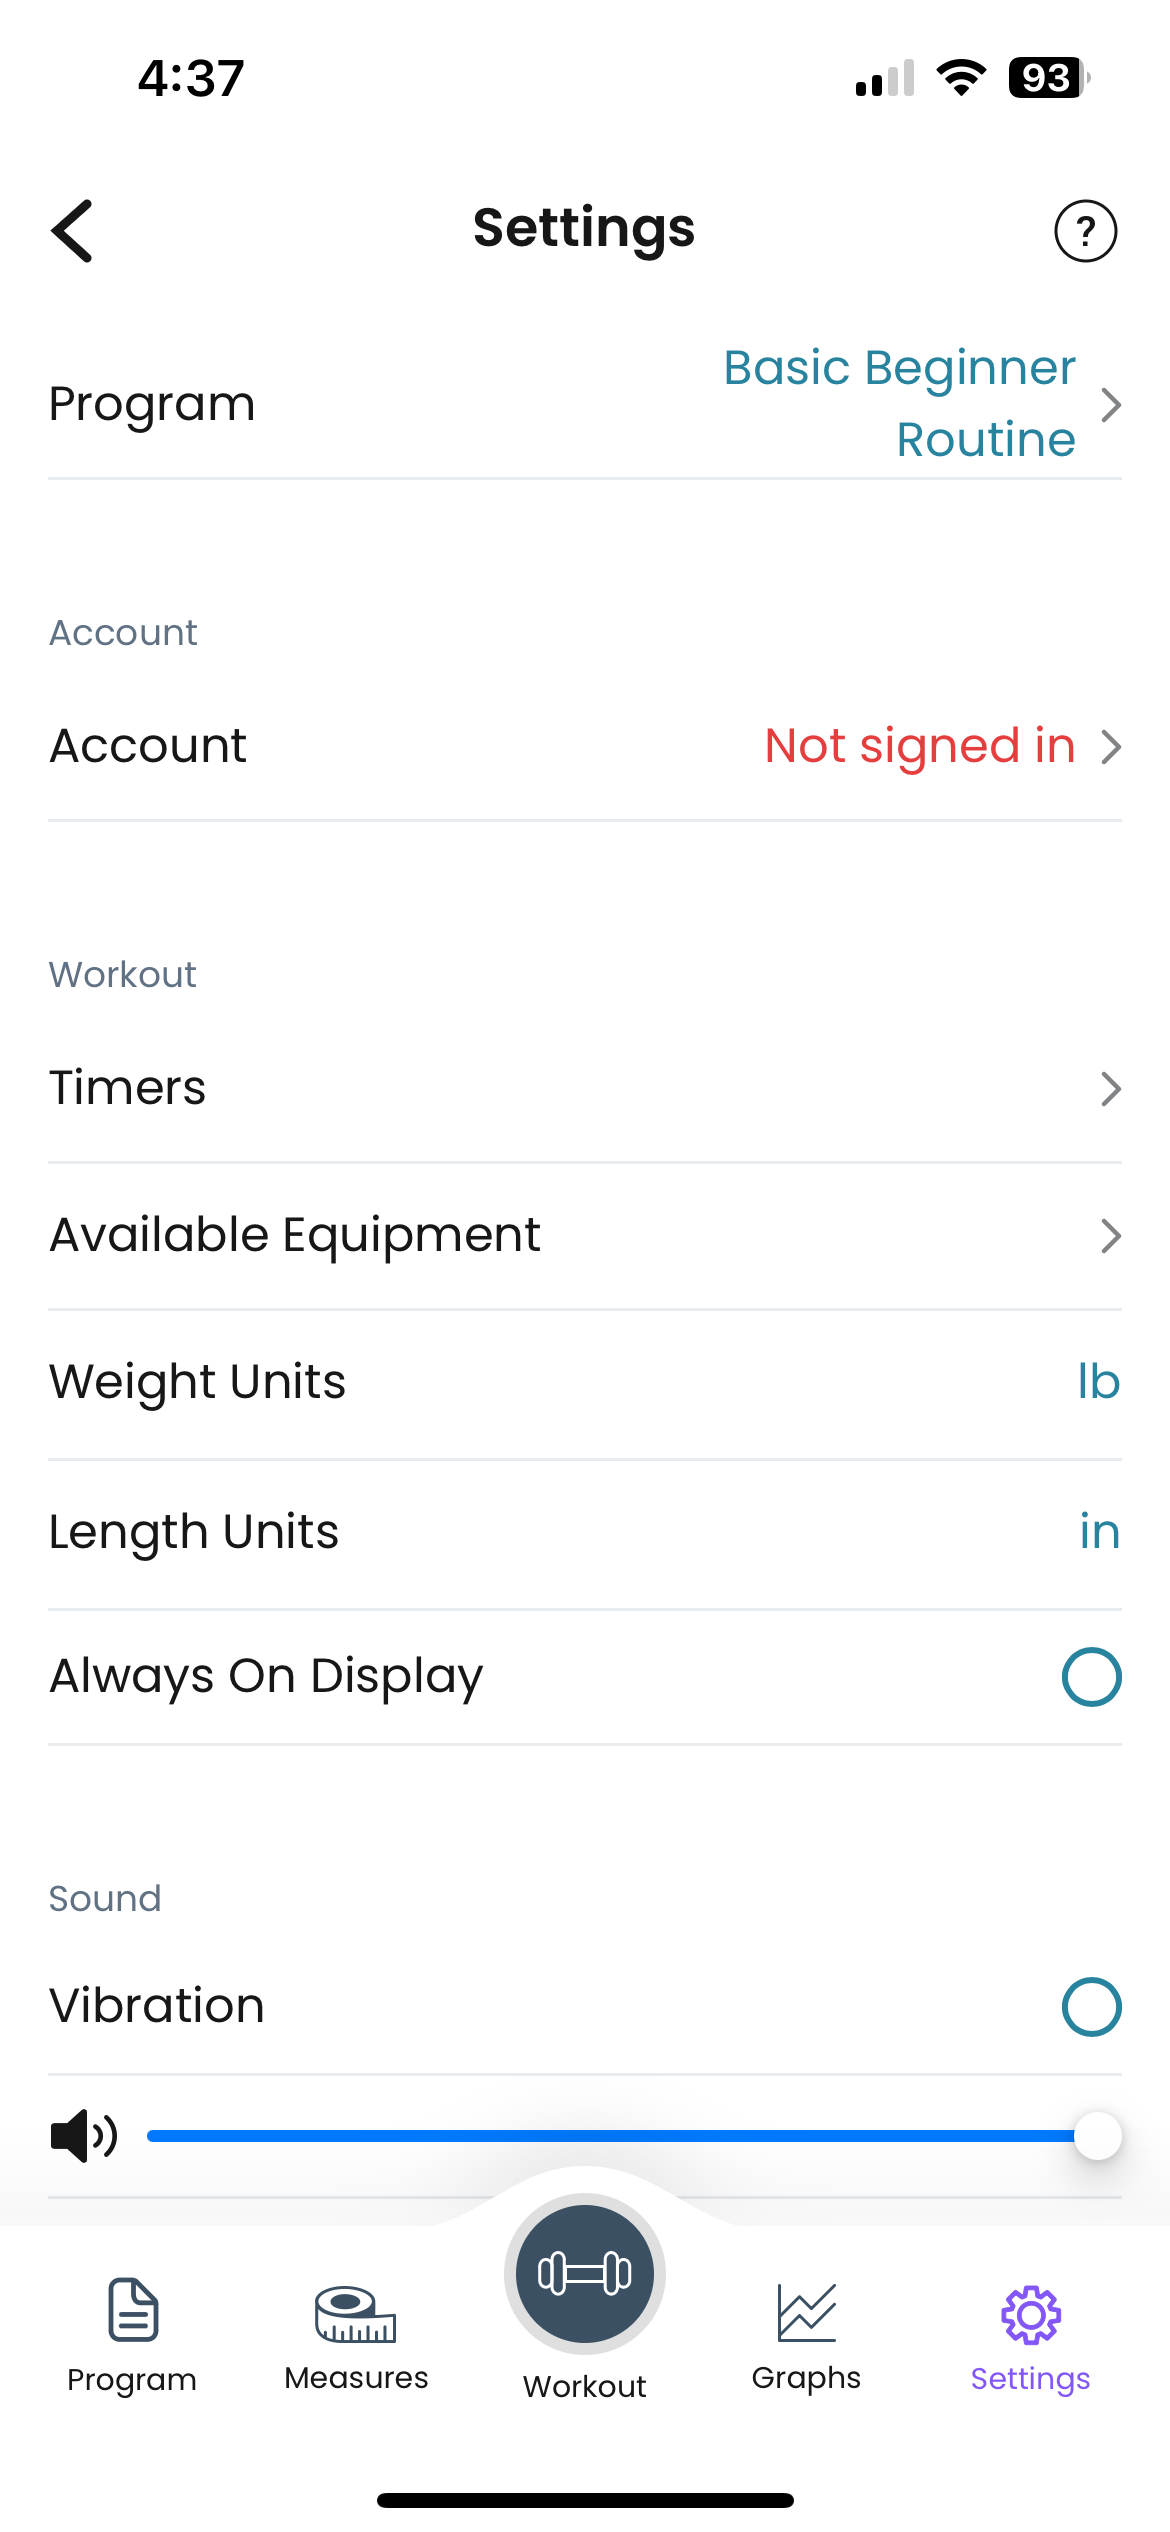 4:37
93
Settings
?
Program
Basic Beginner
Routine
Account
Account
Not signed in
Workout
Timers
Available Equipment
Weight Units
lb
Length Units
in
Always On Display
Sound
Vibration
Program
Measures
Workout
Graphs
Settings